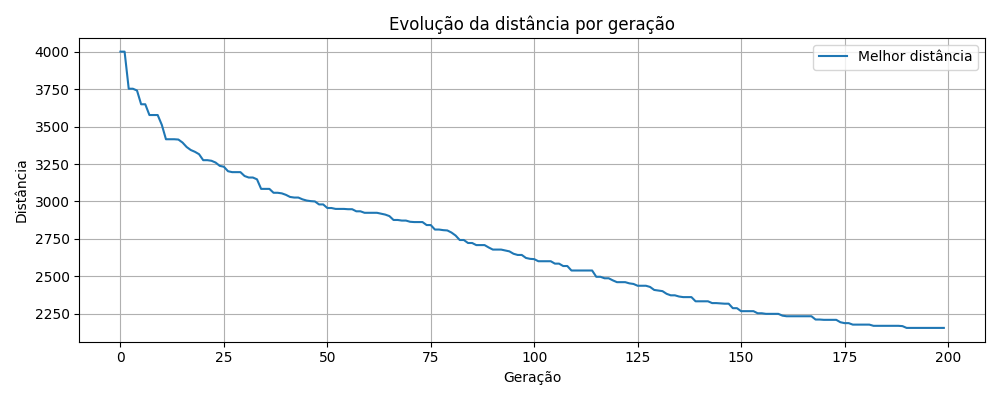 Evolução da distância por geração
Melhor distância
Distância
4000
3750
3500
3250
3000
2750
2500
2250
0 25 50 75 100 125 150 175 200
Geração